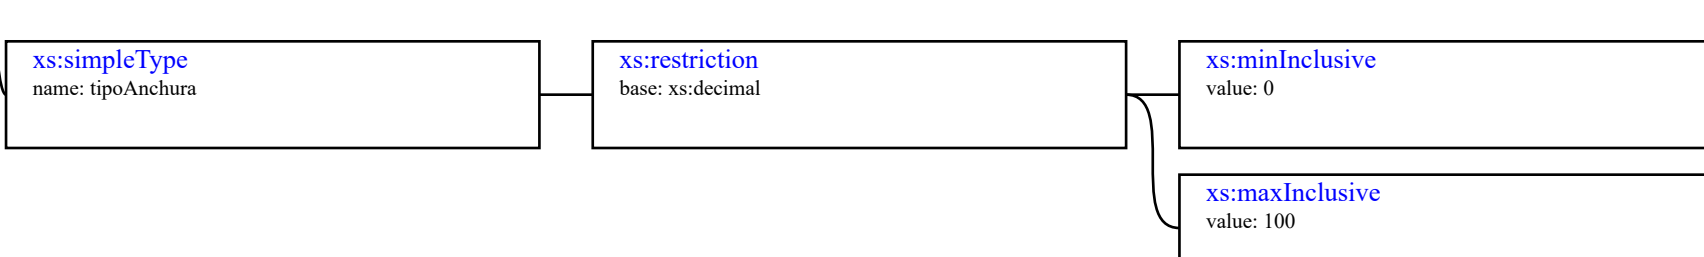 xs:simpleType
name: tipoAnchura
xs:restriction
base: xs:decimal
xs:minInclusive
value: 0
xs:maxInclusive
value: 100